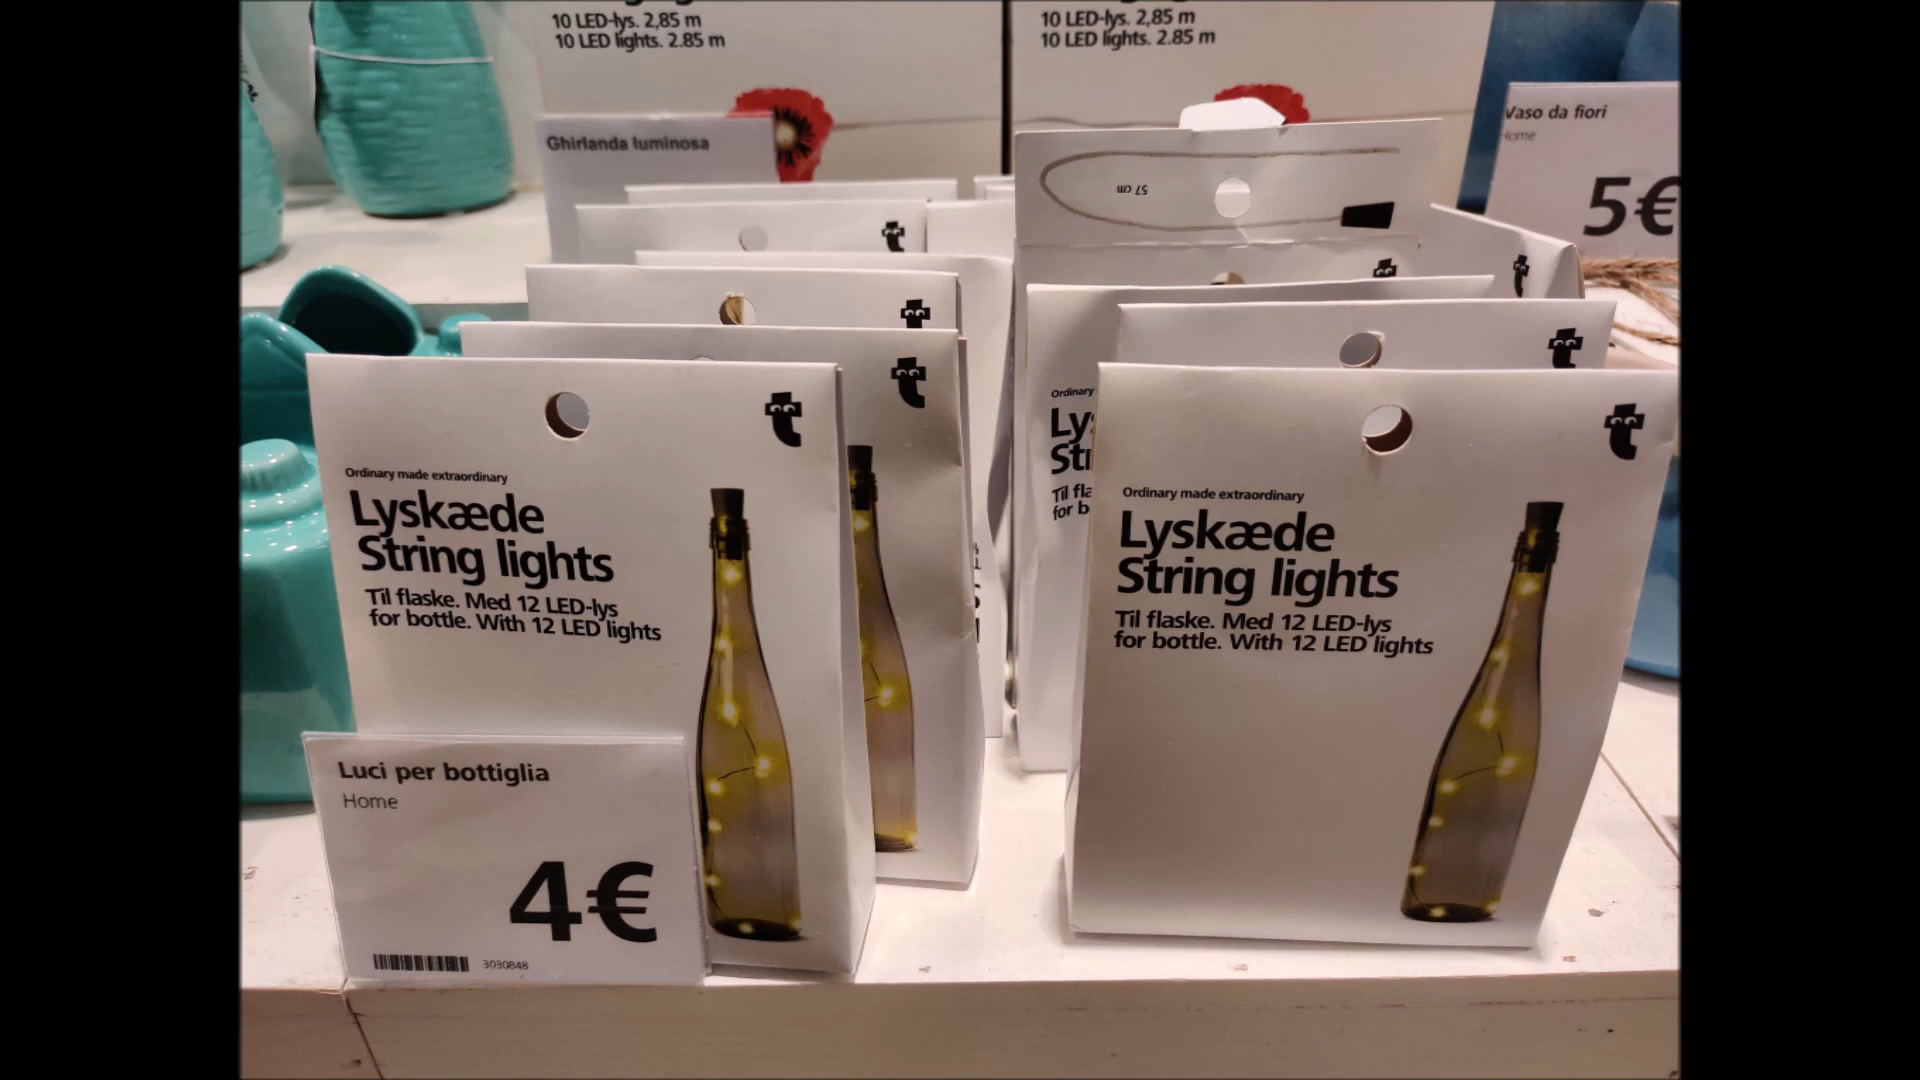 10 LED-lys. 2,85 m
10 LED lights. 2.85 m
10 LED-lys. 2,85 m
10 LED lights. 2.85 m
Ghirlanda luminosa
Vaso da fiori
Home
5€
57 cm
Ordinary made extraordinary
Lyskæde
String lights
Til flaske. Med 12 LED-lys
for bottle. With 12 LED lights
Ordinary
Til
for
Ordinary made extraordinary
Lyskæde
String lights
Til flaske. Med 12 LED-lys
for bottle. With 12 LED lights
Luci per bottiglia
Home
4€
3030848